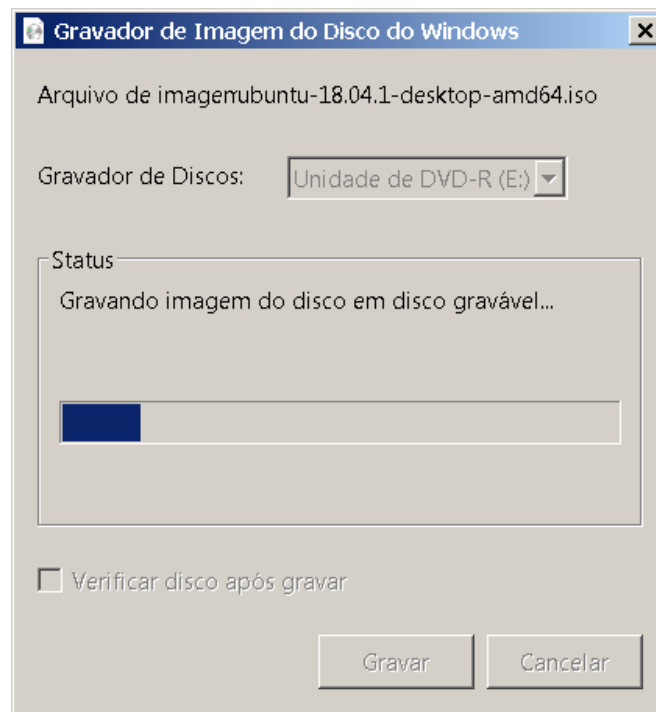 Gravador de Imagem do Disco do Windows
Arquivo de imagemubuntu-18.04.1-desktop-amd64.iso
Gravador de Discos: Unidade de DVD-R (E:)
Status
Gravando imagem do disco em disco gravável...
Verificar disco após gravar
Gravar Cancelar